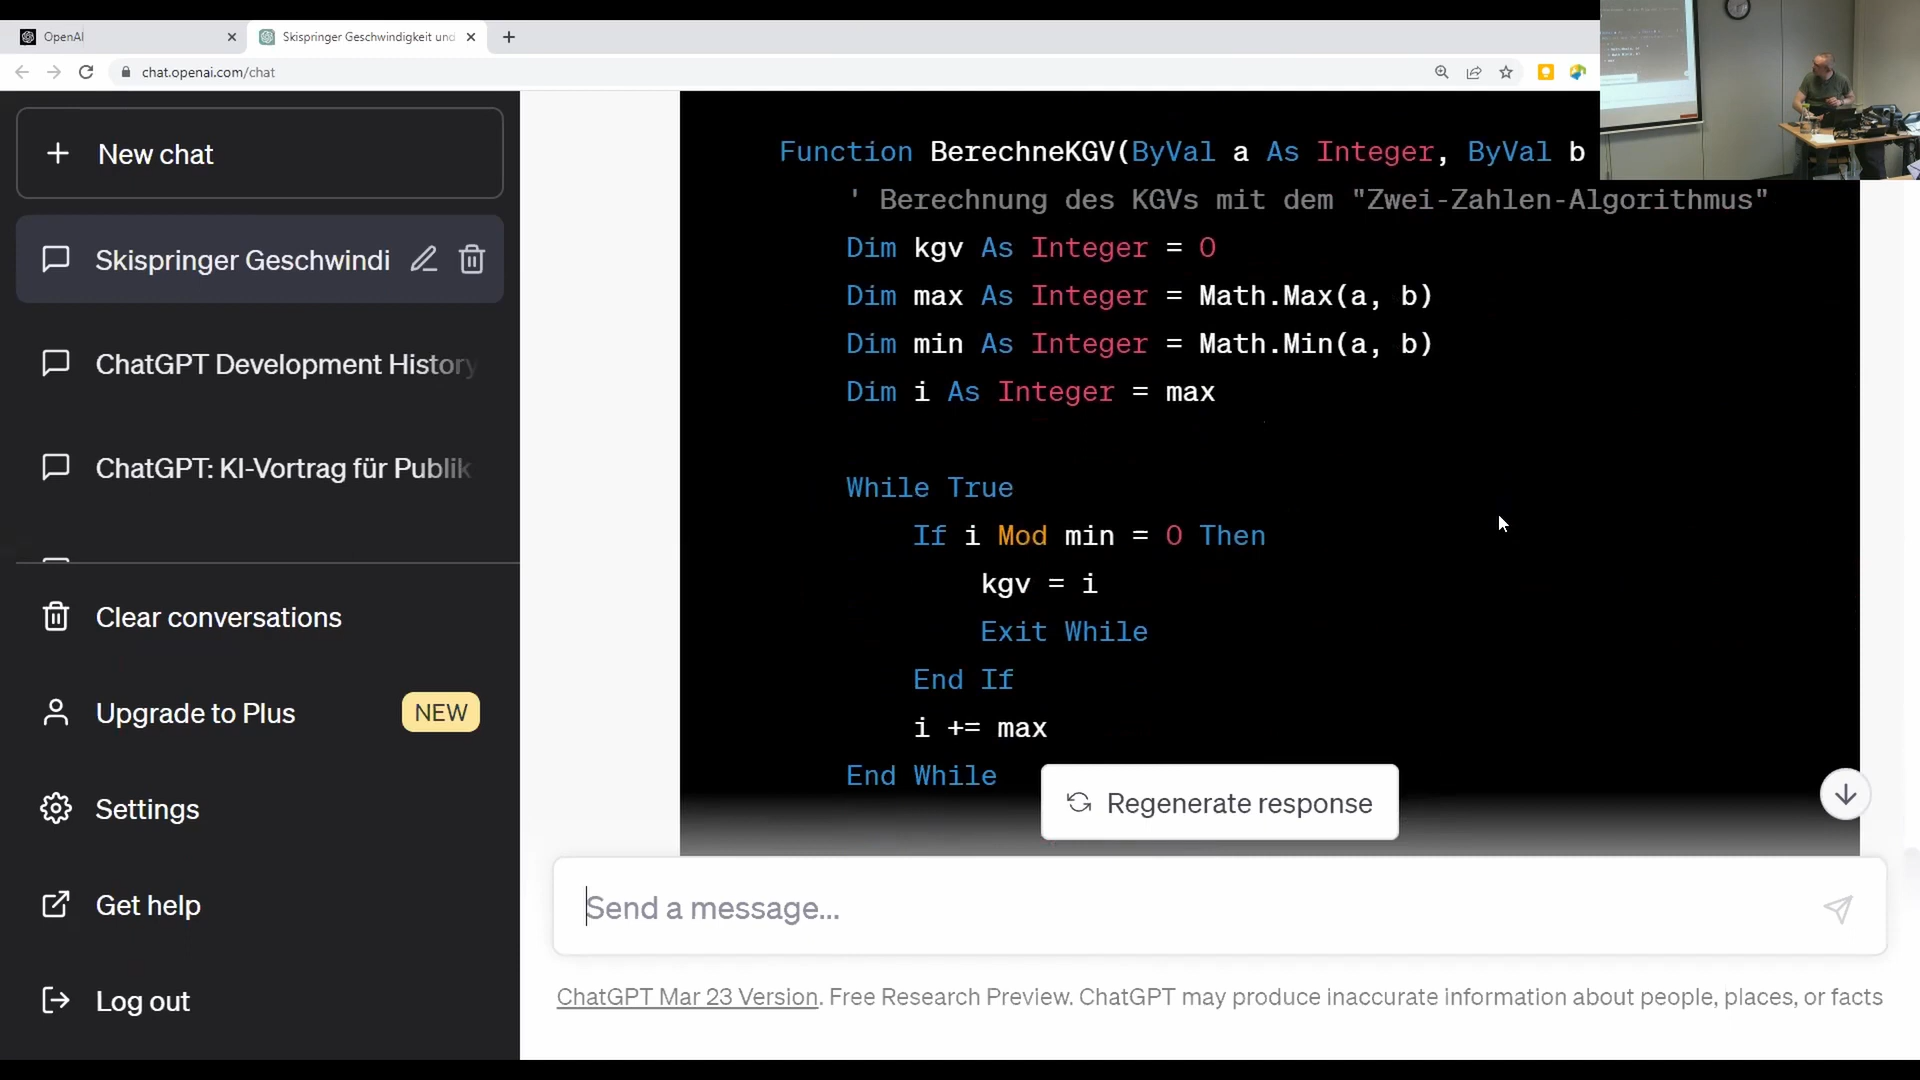 OpenAI
Skispringer Geschwindigkeit und
chat.openai.com/chat
New chat
Skispringer Geschwindi
ChatGPT Development History
ChatGPT: KI-Vortrag für Publik
Clear conversations
Upgrade to Plus NEW
Settings
Get help
Log out
Function BerechneKGV(ByVal a As Integer, ByVal b
' Berechnung des KGVs mit dem "Zwei-Zahlen-Algorithmus"
Dim kgv As Integer = 0
Dim max As Integer = Math.Max(a, b)
Dim min As Integer = Math.Min(a, b)
Dim i As Integer = max
While True
If i Mod min = 0 Then
kgv = i
Exit While
End If
i += max
End While
Regenerate response
Send a message...
ChatGPT Mar 23 Version. Free Research Preview. ChatGPT may produce inaccurate information about people, places, or facts